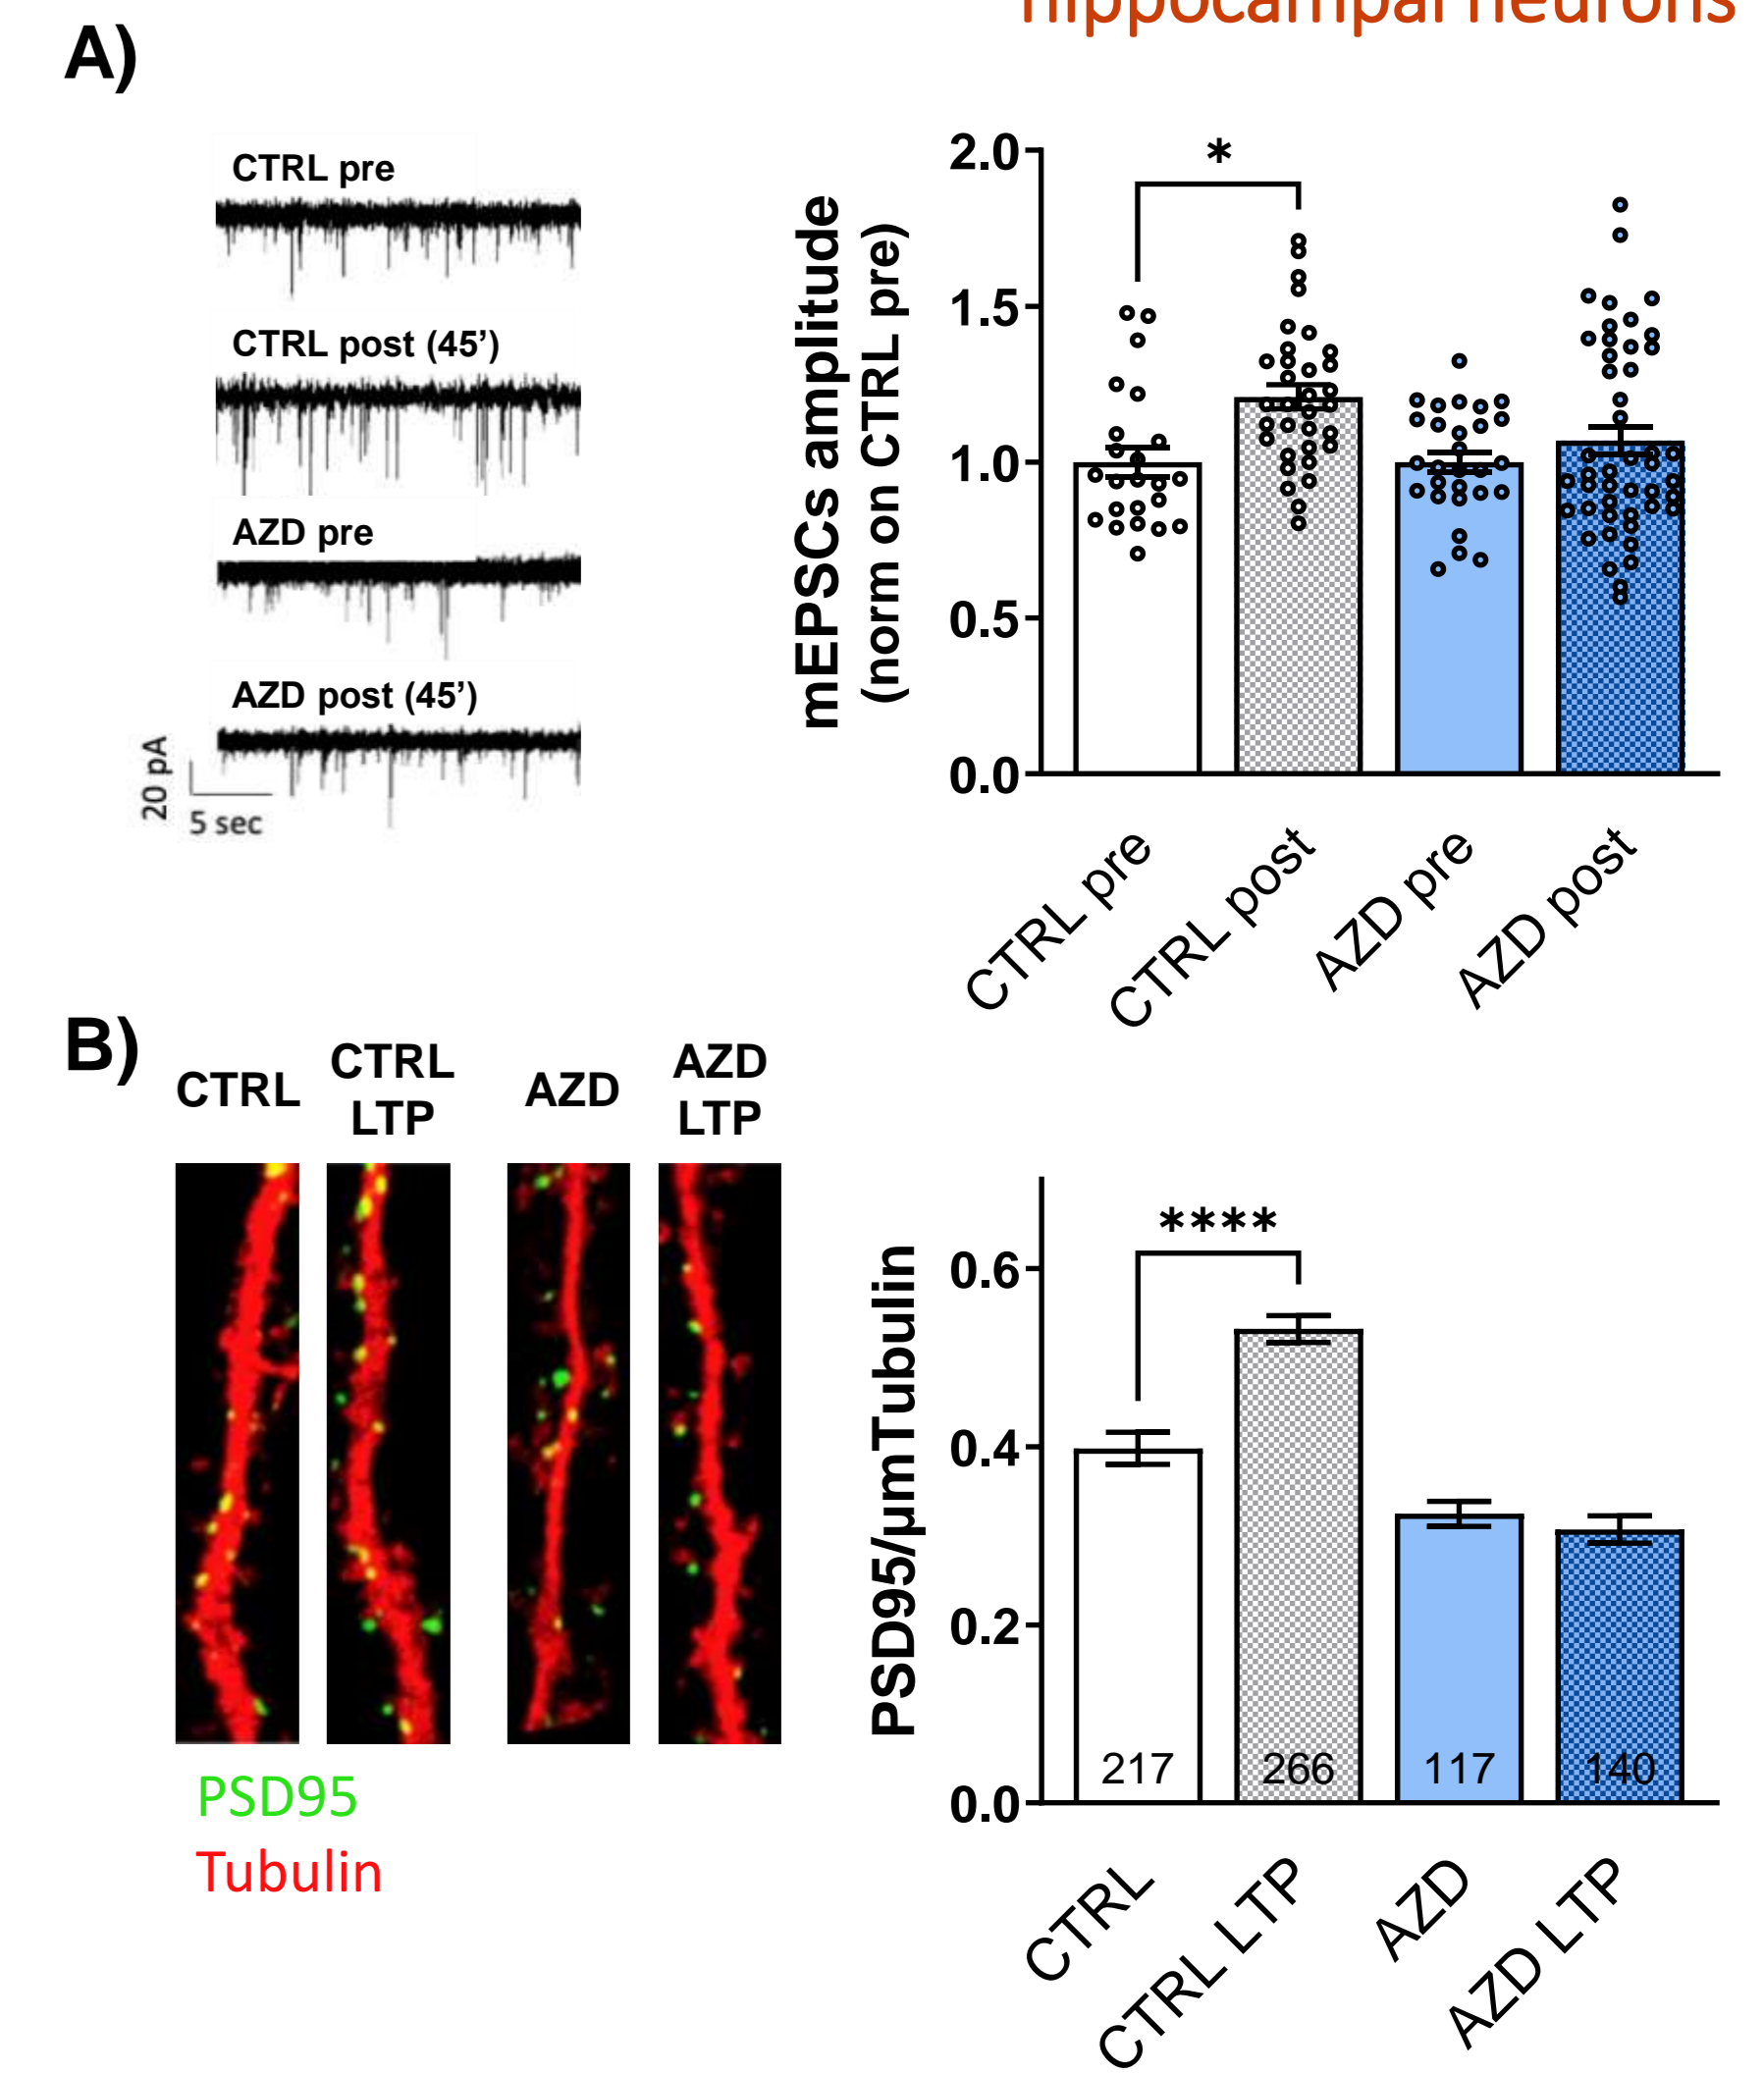 hippocampal neurons
A)
CTRL pre
CTRL post (45’)
AZD pre
AZD post (45’)
20 pA
5 sec
mEPSCs amplitude
(norm on CTRL pre)
2.0
1.5
1.0
0.5
0.0
*
CTRL pre
CTRL post
AZD pre
AZD post
B)
CTRL
CTRL
LTP
AZD
AZD
LTP
PSD95
Tubulin
PSD95/µmTubulin
0.6
0.4
0.2
0.0
****
217
266
117
140
CTRL
CTRL LTP
AZD
AZD LTP